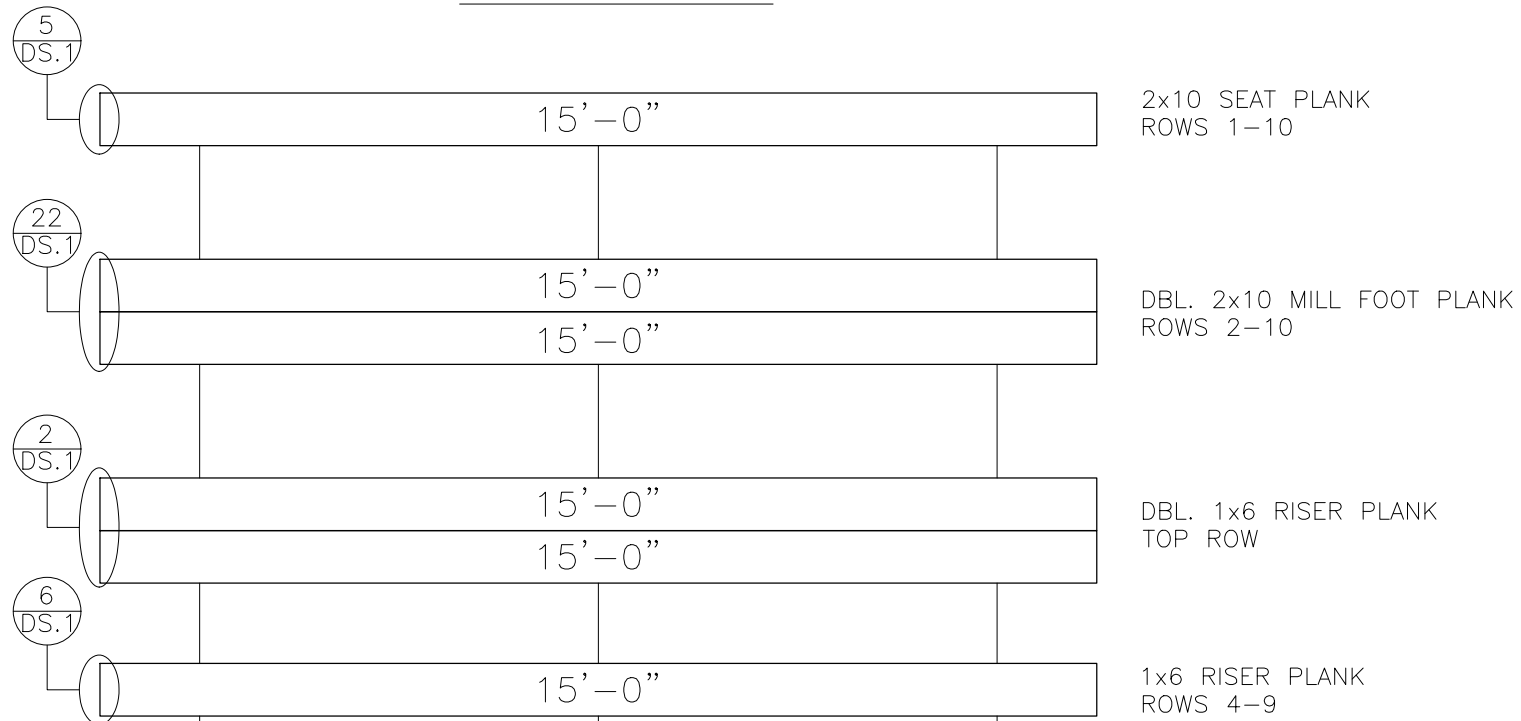 5
DS.1
15'-0"
2x10 SEAT PLANK
ROWS 1-10
22
DS.1
15'-0"
15'-0"
DBL. 2x10 MILL FOOT PLANK
ROWS 2-10
2
DS.1
15'-0"
15'-0"
DBL. 1x6 RISER PLANK
TOP ROW
6
DS.1
15'-0"
1x6 RISER PLANK
ROWS 4-9